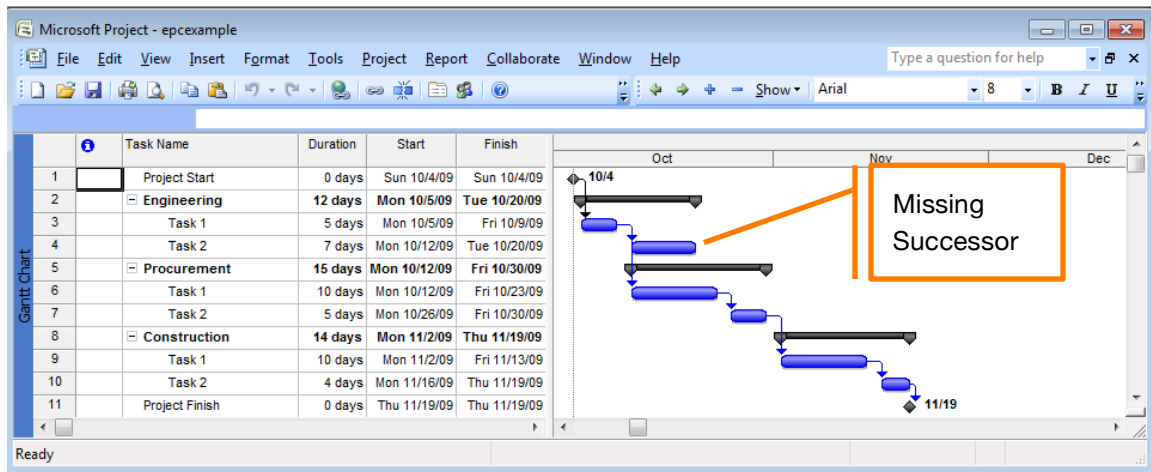 Microsoft Project - epcexample
File Edit View Insert Format Tools Project Report Collaborate Window Help Type a question for help
Show Arial 8 B I U
Task Name Duration Start Finish Oct Nov Dec
1 Project Start 0 days Sun 10/4/09 Sun 10/4/09 10/4
2 Engineering 12 days Mon 10/5/09 Tue 10/20/09
3 Task 1 5 days Mon 10/5/09 Fri 10/9/09
4 Task 2 7 days Mon 10/12/09 Tue 10/20/09
5 Procurement 15 days Mon 10/12/09 Fri 10/30/09
6 Task 1 10 days Mon 10/12/09 Fri 10/23/09
7 Task 2 5 days Mon 10/26/09 Fri 10/30/09
8 Construction 14 days Mon 11/2/09 Thu 11/19/09
9 Task 1 10 days Mon 11/2/09 Fri 11/13/09
10 Task 2 4 days Mon 11/16/09 Thu 11/19/09
11 Project Finish 0 days Thu 11/19/09 Thu 11/19/09 11/19
Missing
Successor
Gantt Chart
Ready